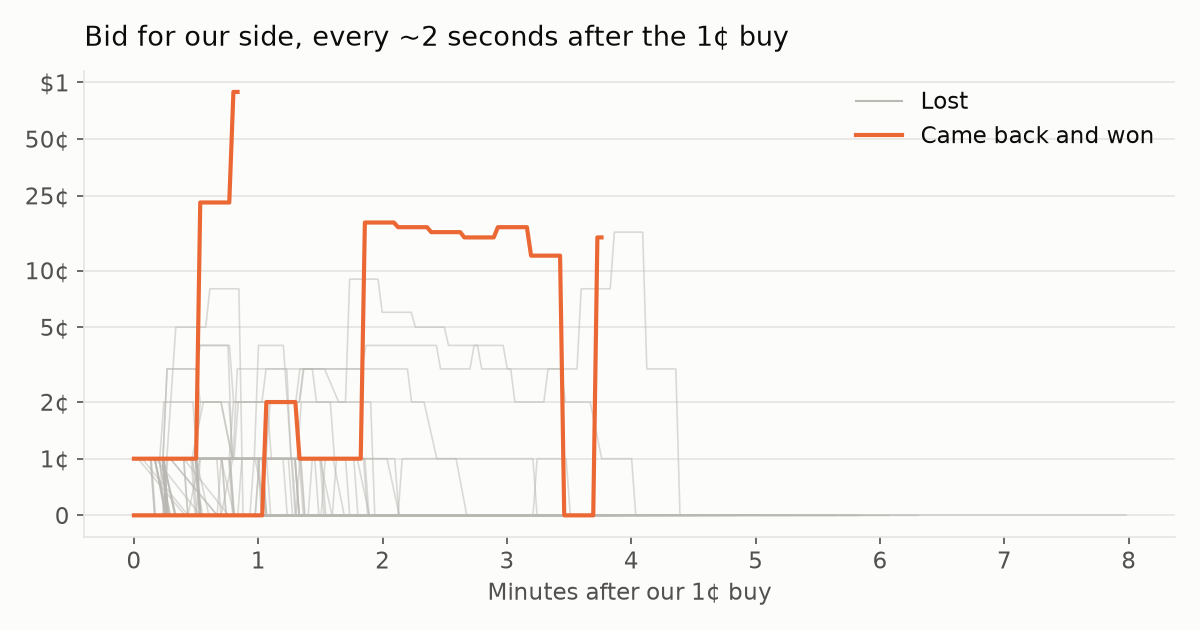 Bid for our side, every ~2 seconds after the 1¢ buy
$1
50¢
25¢
10¢
5¢
2¢
1¢
0
Lost
Came back and won
0 1 2 3 4 5 6 7 8
Minutes after our 1¢ buy